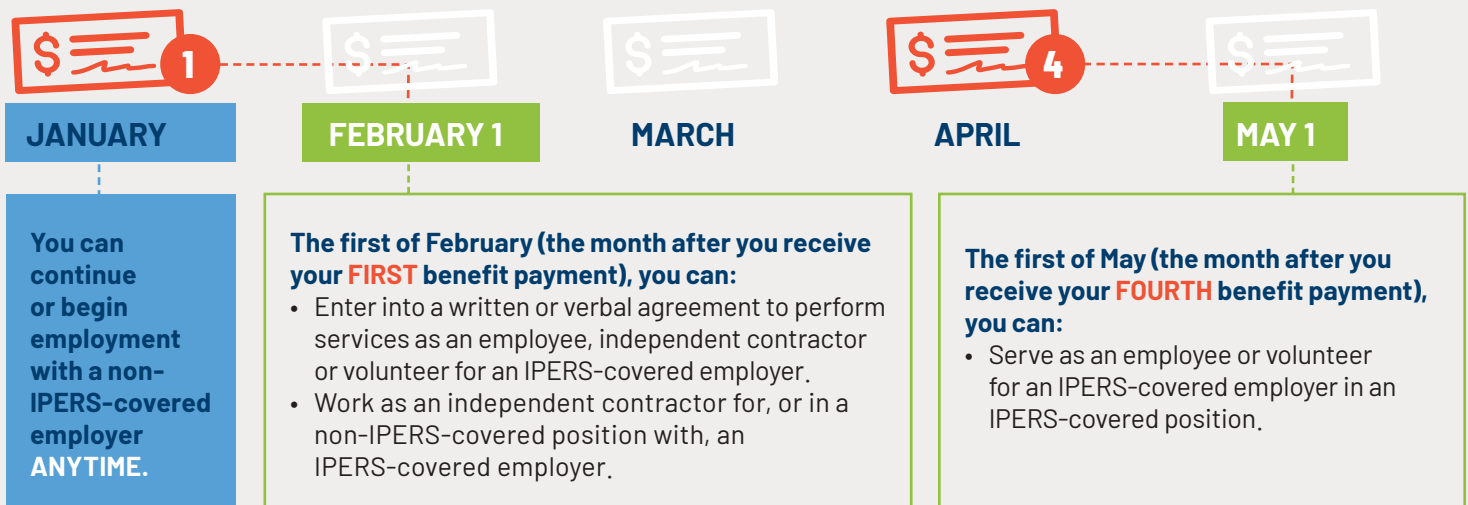 $
1
$
$
$
4
$
JANUARY
FEBRUARY 1
MARCH
APRIL
MAY 1
You can
continue
or begin
employment
with a non-
IPERS-covered
employer
ANYTIME.
The first of February (the month after you receive
your FIRST benefit payment), you can:
• Enter into a written or verbal agreement to perform
services as an employee, independent contractor
or volunteer for an IPERS-covered employer.
• Work as an independent contractor for, or in a
non-IPERS-covered position with, an
IPERS-covered employer.
The first of May (the month after you
receive your FOURTH benefit payment),
you can:
• Serve as an employee or volunteer
for an IPERS-covered employer in an
IPERS-covered position.